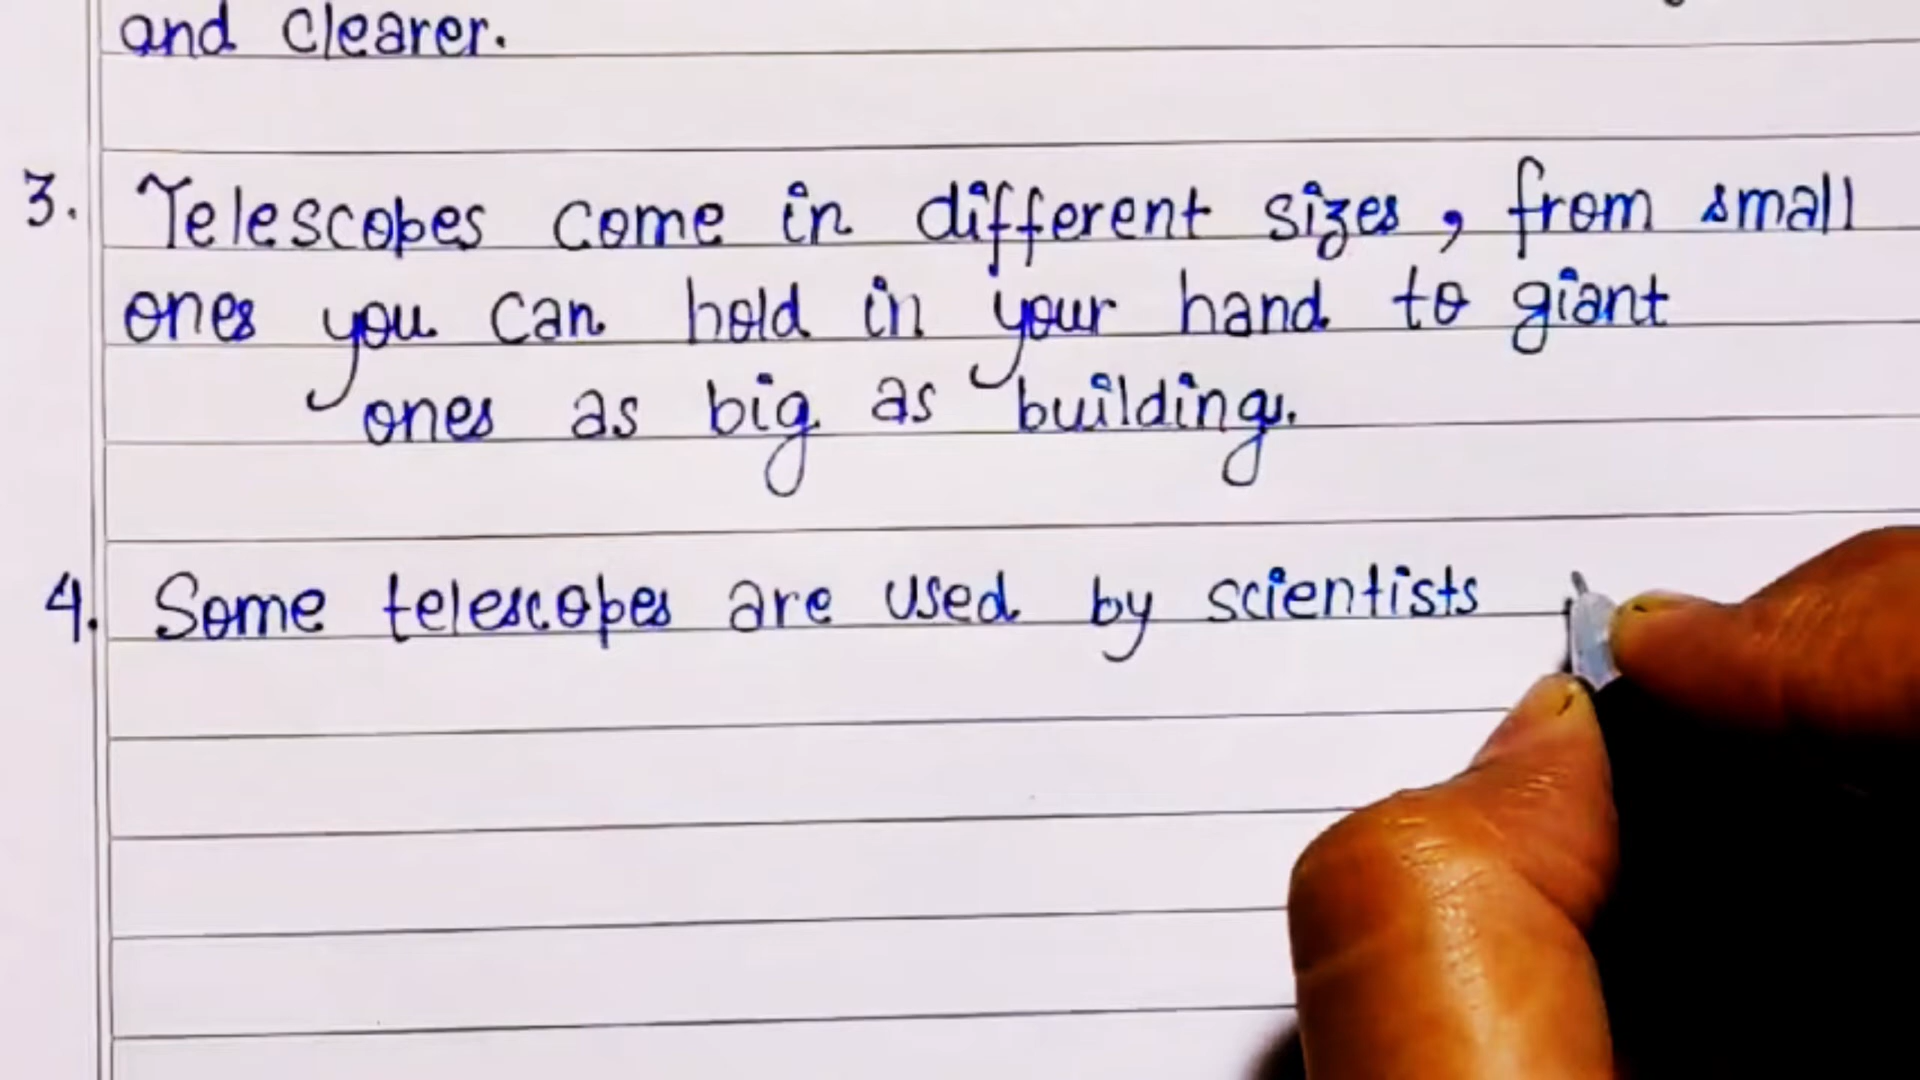 and clearer.
3. Telescopes come in different sizes, from small
ones you can hold in your hand to giant
ones as big as building.
4. Some telescopes are used by scientists